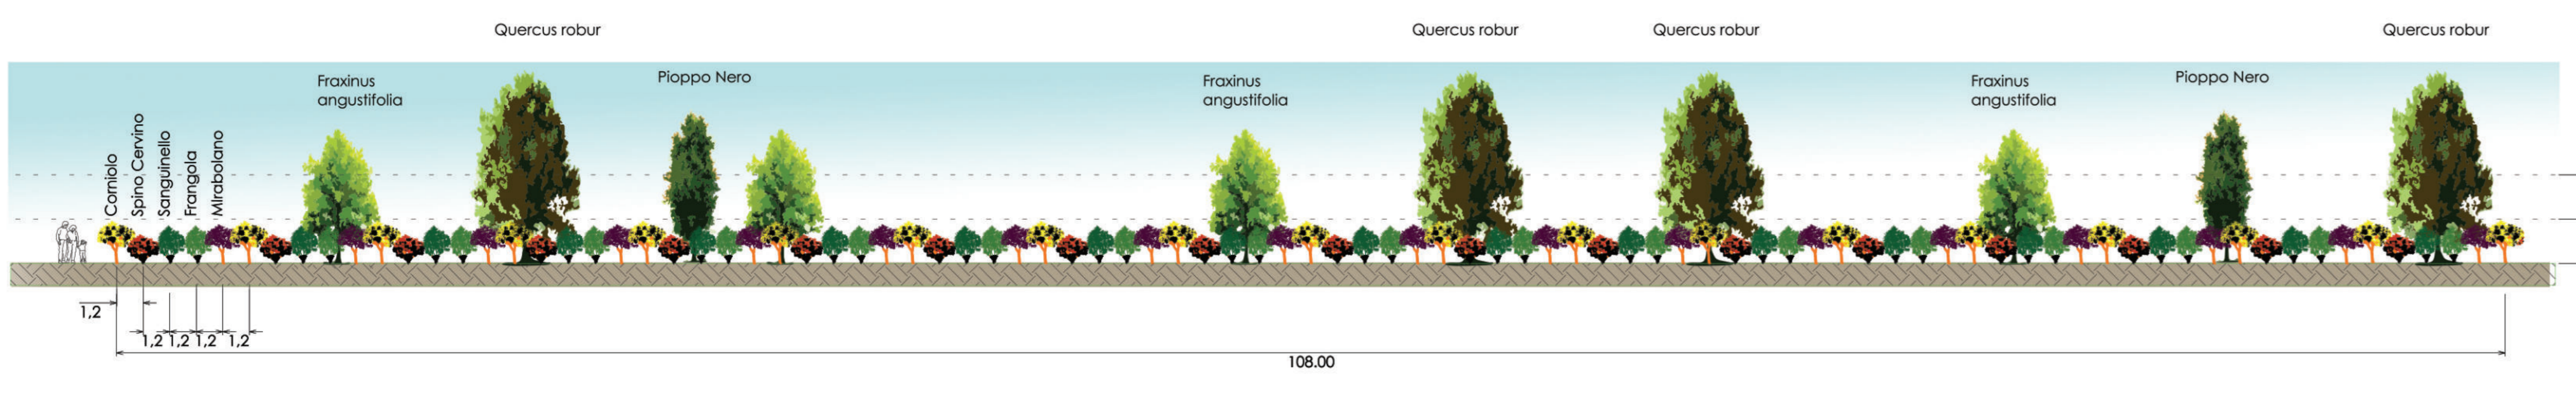 Quercus robur
Quercus robur
Quercus robur
Quercus robur
Fraxinus
angustifolia
Pioppo Nero
Fraxinus
angustifolia
Fraxinus
angustifolia
Pioppo Nero
Corniolo
Spino Cervino
Sanguinello
Frangola
MIrabolano
1,2
1,2
1,2
1,2
1,2
108.00